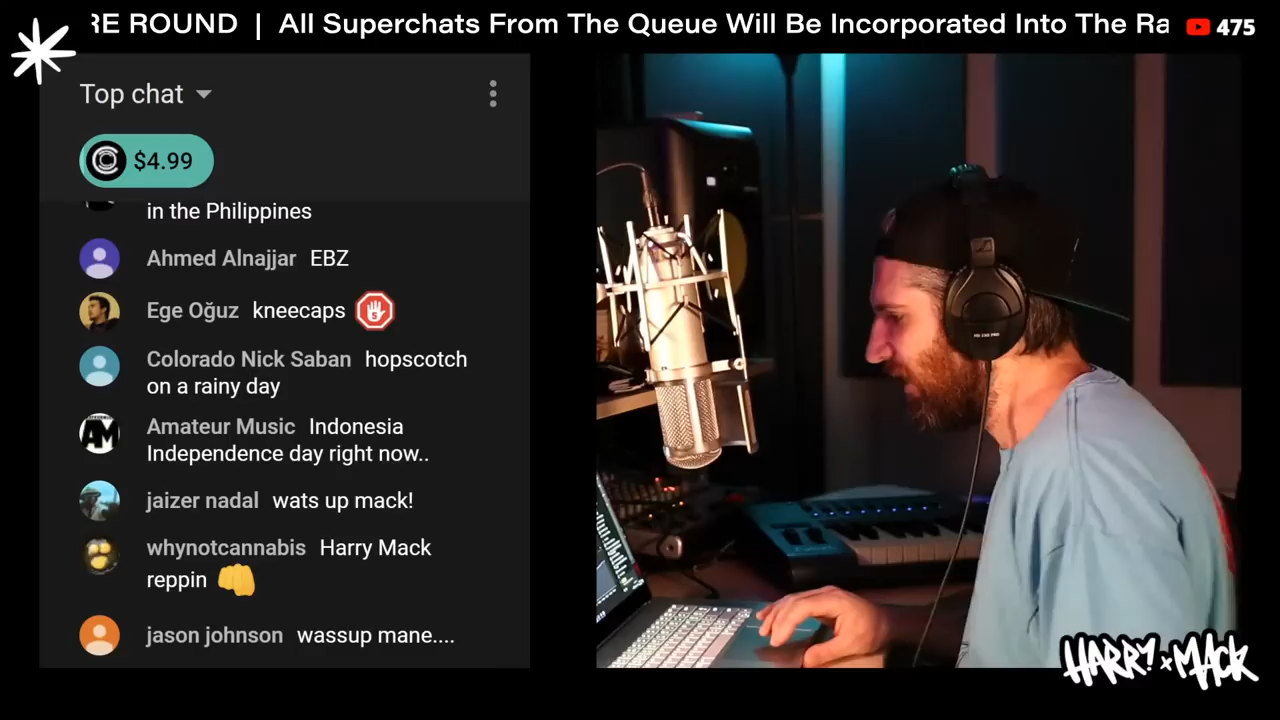 RE ROUND | All Superchats From The Queue Will Be Incorporated Into The Ra
475
Top chat
$4.99
in the Philippines
Ahmed Alnajjar EBZ
Ege Oğuz kneecaps
Colorado Nick Saban hopscotch
on a rainy day
Amateur Music Indonesia
Independence day right now..
jaizer nadal wats up mack!
whynotcannabis Harry Mack
reppin
jason johnson wassup mane....
HARRY x MACK